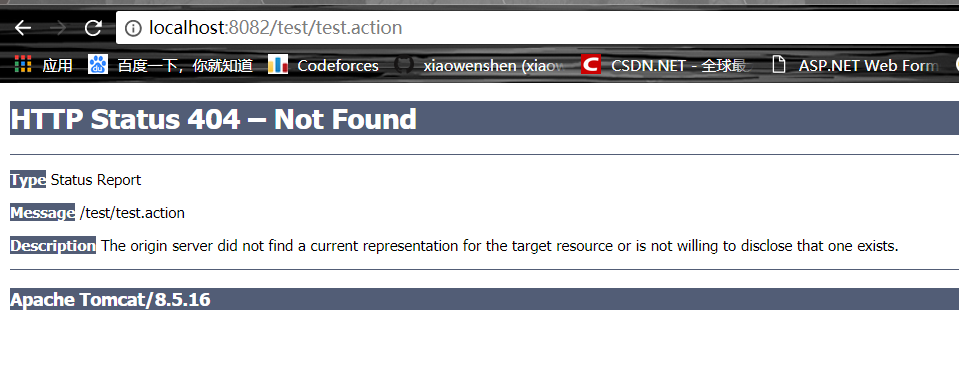 localhost:8082/test/test.action
应用 百度一下，你就知道 Codeforces xiaowenshen (xiaow CSDN.NET - 全球最 ASP.NET Web Form
HTTP Status 404 – Not Found
Type Status Report
Message /test/test.action
Description The origin server did not find a current representation for the target resource or is not willing to disclose that one exists.
Apache Tomcat/8.5.16